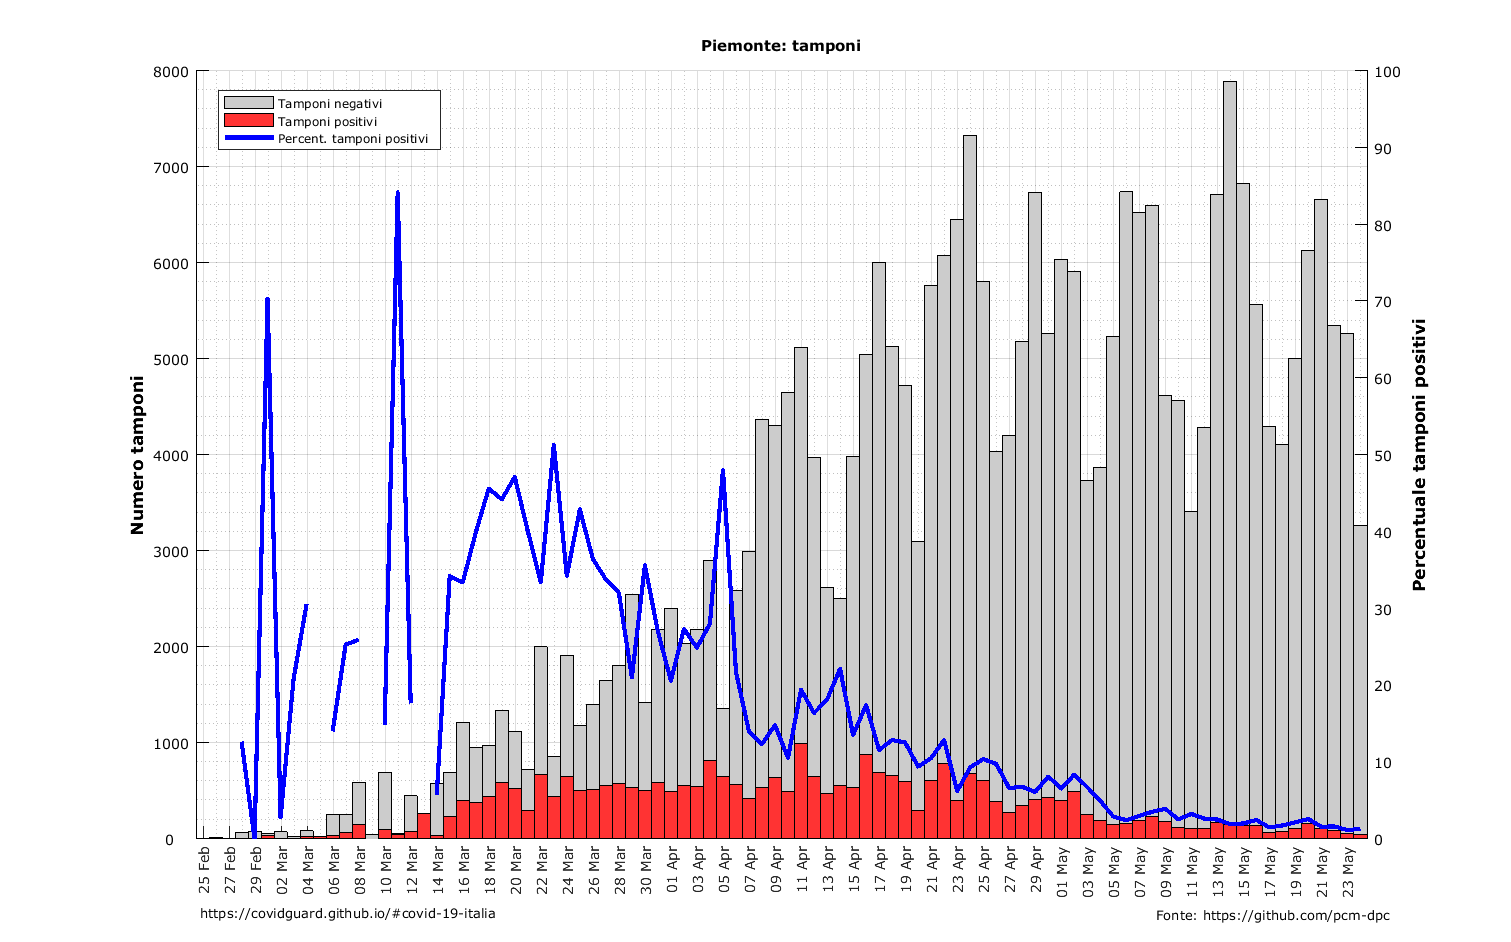 Piemonte: tamponi
Tamponi negativi
Tamponi positivi
Percent. tamponi positivi
Numero tamponi
8000
7000
6000
5000
4000
3000
2000
1000
0
Percentuale tamponi positivi
100
90
80
70
60
50
40
30
20
10
0
25 Feb
27 Feb
29 Feb
02 Mar
04 Mar
06 Mar
08 Mar
10 Mar
12 Mar
14 Mar
16 Mar
18 Mar
20 Mar
22 Mar
24 Mar
26 Mar
28 Mar
30 Mar
01 Apr
03 Apr
05 Apr
07 Apr
09 Apr
11 Apr
13 Apr
15 Apr
17 Apr
19 Apr
21 Apr
23 Apr
25 Apr
27 Apr
29 Apr
01 May
03 May
05 May
07 May
09 May
11 May
13 May
15 May
17 May
19 May
21 May
23 May
https://covidguard.github.io/#covid-19-italia
Fonte: https://github.com/pcm-dpc